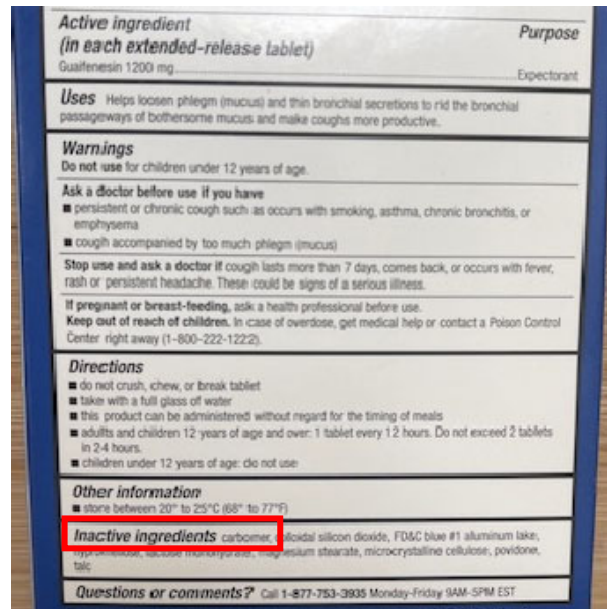 Active ingredient
(in each extended-release tablet)
Purpose
Guaifenesin 1200 mg
Expectorant
Uses Helps loosen phlegm (mucus) and thin bronchial secretions to rid the bronchial
passageways of bothersome mucus and make coughs more productive.
Warnings
Do not use for children under 12 years of age.
Ask a doctor before use if you have
■ persistent or chronic cough such as occurs with smoking, asthma, chronic bronchitis, or
emphysema
■ cough accompanied by too much phlegm (mucus)
Stop use and ask a doctor if cough lasts more than 7 days, comes back, or occurs with fever,
rash or persistent headache. These could be signs of a serious illness.
If pregnant or breast-feeding, ask a health professional before use.
Keep out of reach of children. In case of overdose, get medical help or contact a Poison Control
Center right away (1-800-222-1222).
Directions
■ do not crush, chew, or break tablet
■ take with a full glass of water
■ this product can be administered without regard for the timing of meals
■ adults and children 12 years of age and over: 1 tablet every 12 hours. Do not exceed 2 tablets
in 24 hours.
■ children under 12 years of age: do not use
Other information
■ store between 20° to 25°C (68° to 77°F)
Inactive ingredients carbomer, colloidal silicon dioxide, FD&C blue #1 aluminum lake,
hypromellose, lactose monohydrate, magnesium stearate, microcrystalline cellulose, povidone,
talc
Questions or comments? Call 1-877-753-3935 Monday-Friday 9AM-5PM EST